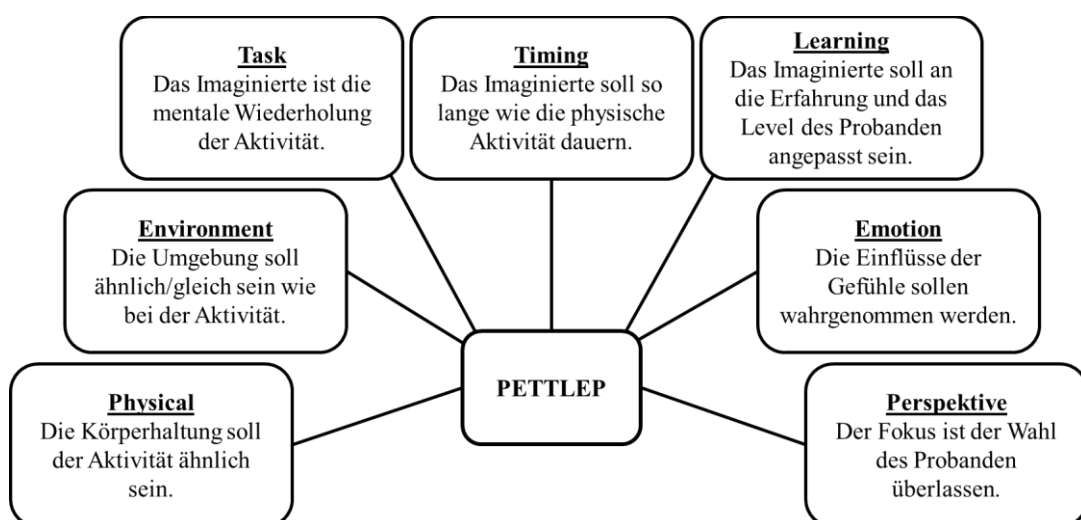 Task
Das Imaginierte ist die
mentale Wiederholung
der Aktivität.
Timing
Das Imaginierte soll so
lange wie die physische
Aktivität dauern.
Learning
Das Imaginierte soll an
die Erfahrung und das
Level des Probanden
angepasst sein.
Environment
Die Umgebung soll
ähnlich/gleich sein wie
bei der Aktivität.
Emotion
Die Einflüsse der
Gefühle sollen
wahrgenommen werden.
PETTLEP
Physical
Die Körperhaltung soll
der Aktivität ähnlich
sein.
Perspektive
Der Fokus ist der Wahl
des Probanden
überlassen.